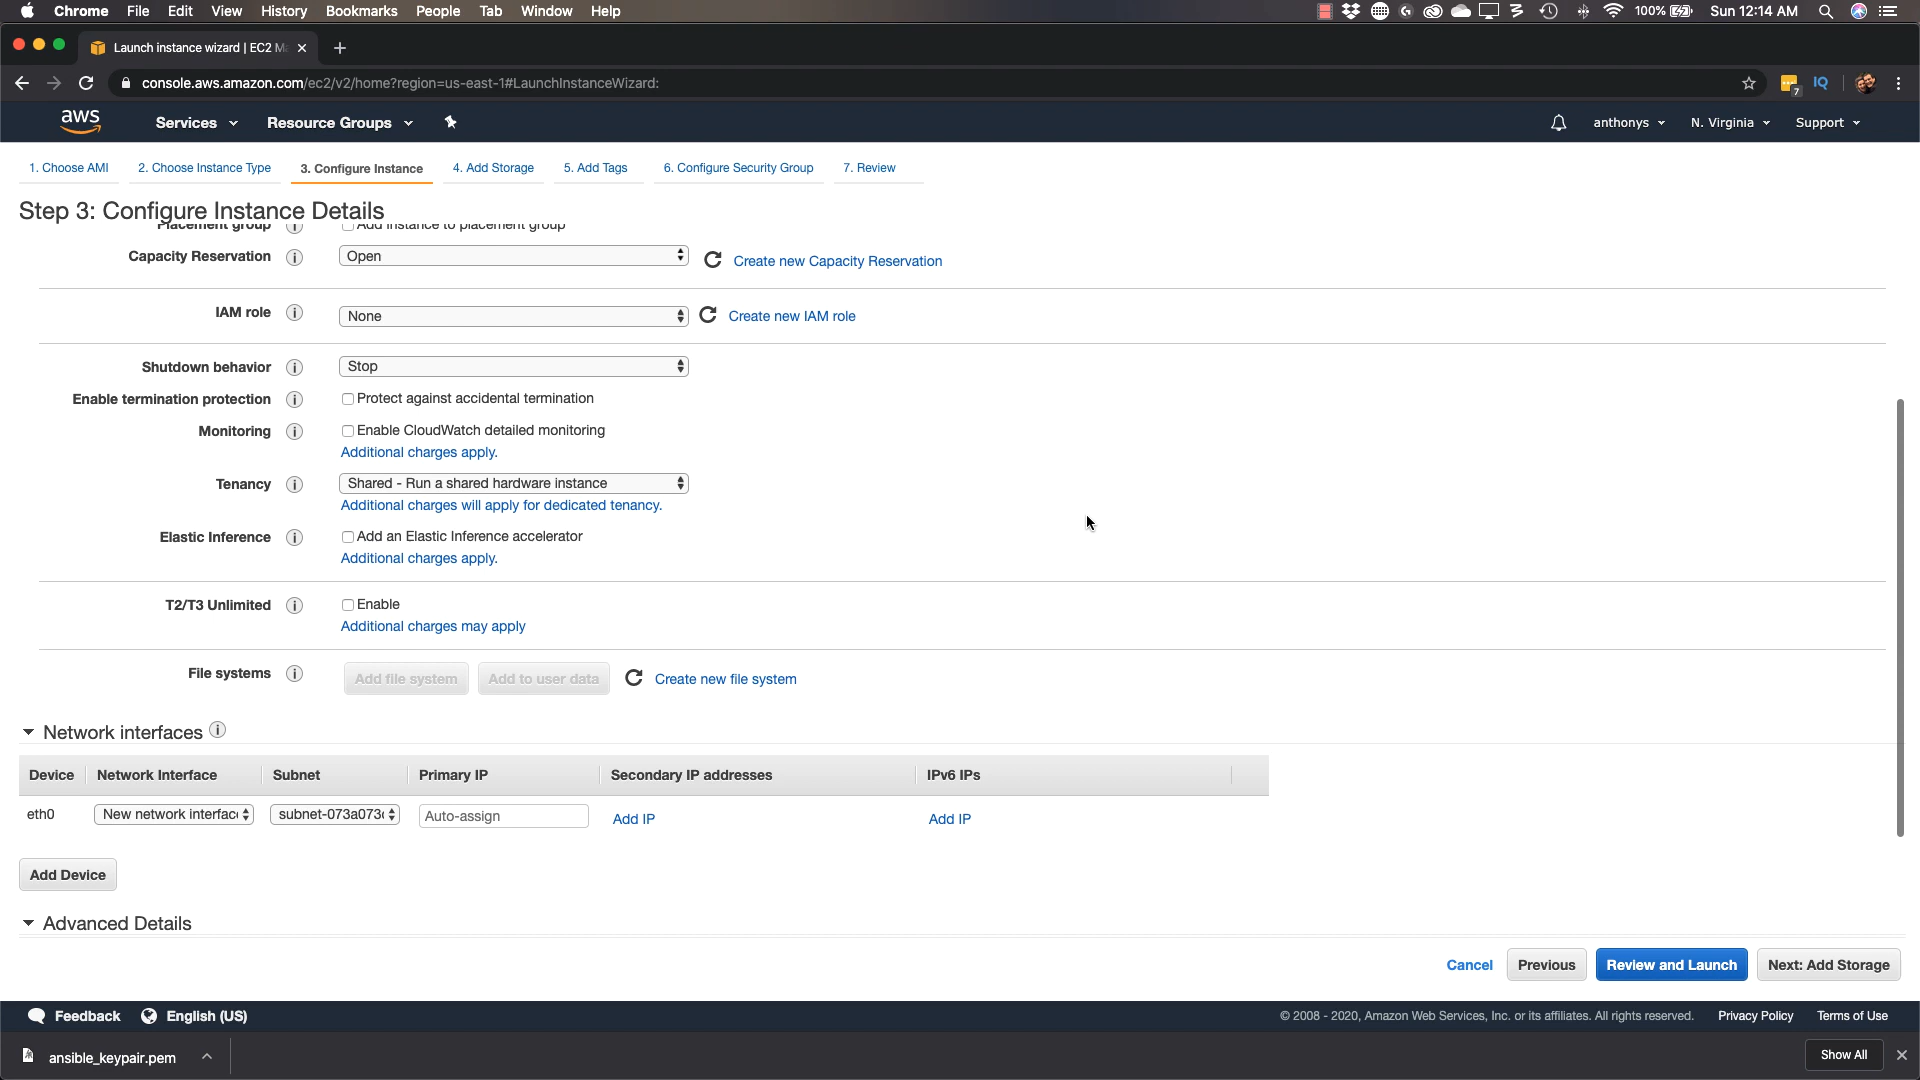 Chrome File Edit View History Bookmarks People Tab Window Help 100% Sun 12:14 AM
Launch instance wizard | EC2 M
console.aws.amazon.com/ec2/v2/home?region=us-east-1#LaunchInstanceWizard:
7 IQ
aws Services Resource Groups anthonys N. Virginia Support
1. Choose AMI 2. Choose Instance Type 3. Configure Instance 4. Add Storage 5. Add Tags 6. Configure Security Group 7. Review
Step 3: Configure Instance Details
Placement group Add instance to placement group
Capacity Reservation Open Create new Capacity Reservation
IAM role None Create new IAM role
Shutdown behavior Stop
Enable termination protection Protect against accidental termination
Monitoring Enable CloudWatch detailed monitoring
Additional charges apply.
Tenancy Shared - Run a shared hardware instance
Additional charges will apply for dedicated tenancy.
Elastic Inference Add an Elastic Inference accelerator
Additional charges apply.
T2/T3 Unlimited Enable
Additional charges may apply
File systems Add file system Add to user data Create new file system
Network interfaces
Device Network Interface Subnet Primary IP Secondary IP addresses IPv6 IPs
eth0 New network interfac subnet-073a073 Auto-assign Add IP Add IP
Add Device
Advanced Details
Cancel Previous Review and Launch Next: Add Storage
Feedback English (US) © 2008 - 2020, Amazon Web Services, Inc. or its affiliates. All rights reserved. Privacy Policy Terms of Use
ansible_keypair.pem Show All